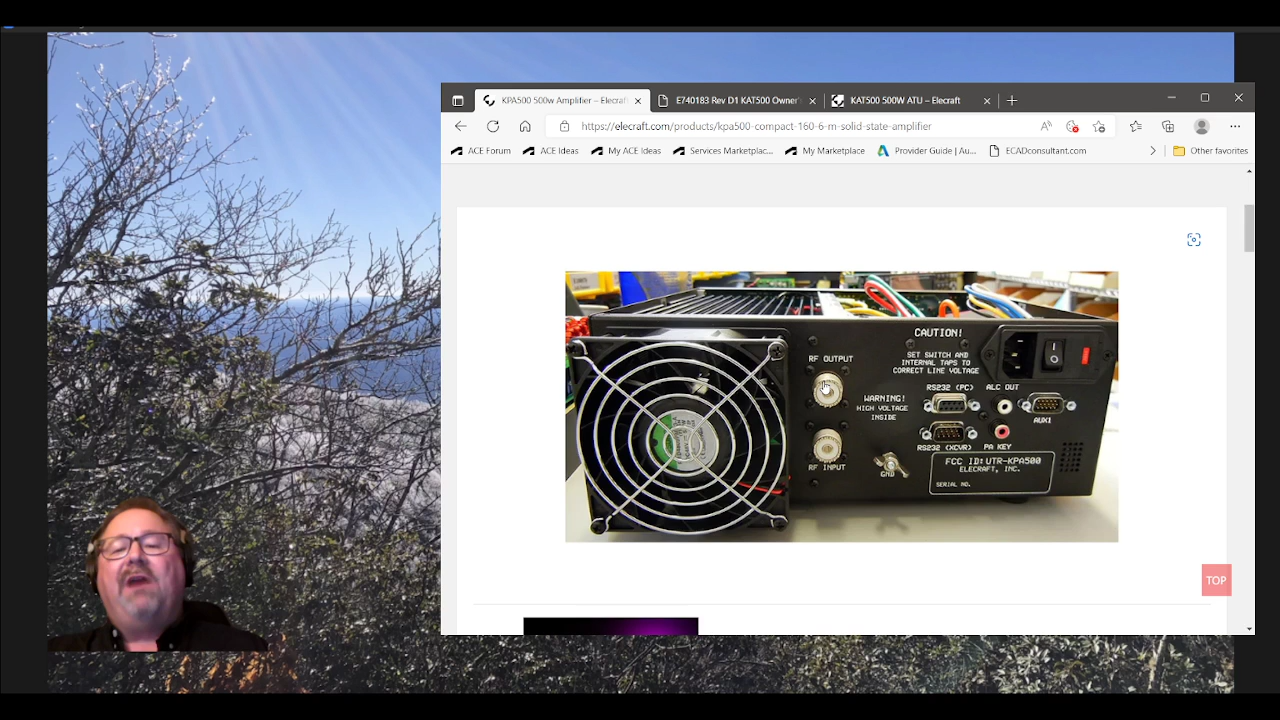 KPA500 500w Amplifier – Elecraft
E740183 Rev D1 KAT500 Owner'
KAT500 500W ATU – Elecraft
https://elecraft.com/products/kpa500-compact-160-6-m-solid-state-amplifier
ACE Forum
ACE Ideas
My ACE Ideas
Services Marketplac...
My Marketplace
Provider Guide | Au...
ECADconsultant.com
Other favorites
CAUTION!
SET SWITCH AND
INTERNAL TAPS TO
CORRECT LINE VOLTAGE
RF OUTPUT
WARNING!
HIGH VOLTAGE
INSIDE
RS232 (PC)
ALC OUT
AUX1
RF INPUT
GND
RS232 (XCVR)
PA KEY
FCC ID: UTR-KPA500
ELECRAFT, INC.
SERIAL NO.
TOP